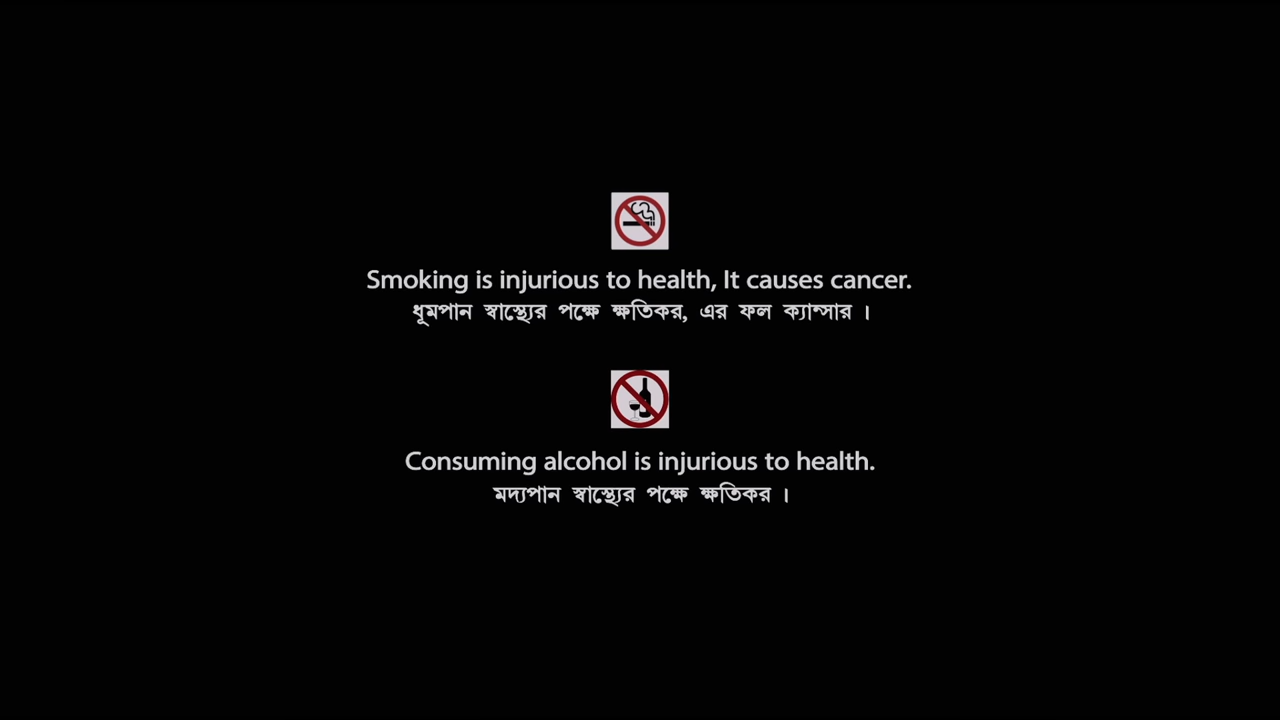 Smoking is injurious to health, It causes cancer.
ধূমপান স্বাস্থ্যের পক্ষে ক্ষতিকর, এর ফল ক্যান্সার ।
Consuming alcohol is injurious to health.
মদ্যপান স্বাস্থ্যের পক্ষে ক্ষতিকর ।